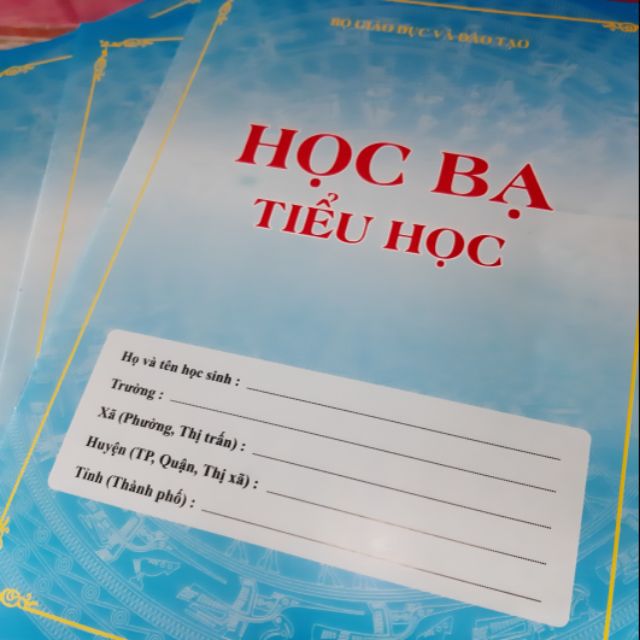 BỘ GIÁO DỤC VÀ ĐÀO TẠO
HỌC BẠ
TIỂU HỌC
Họ và tên học sinh :
Trường :
Xã (Phường, Thị trấn) :
Huyện (TP, Quận, Thị xã) :
Tỉnh (Thành phố) :